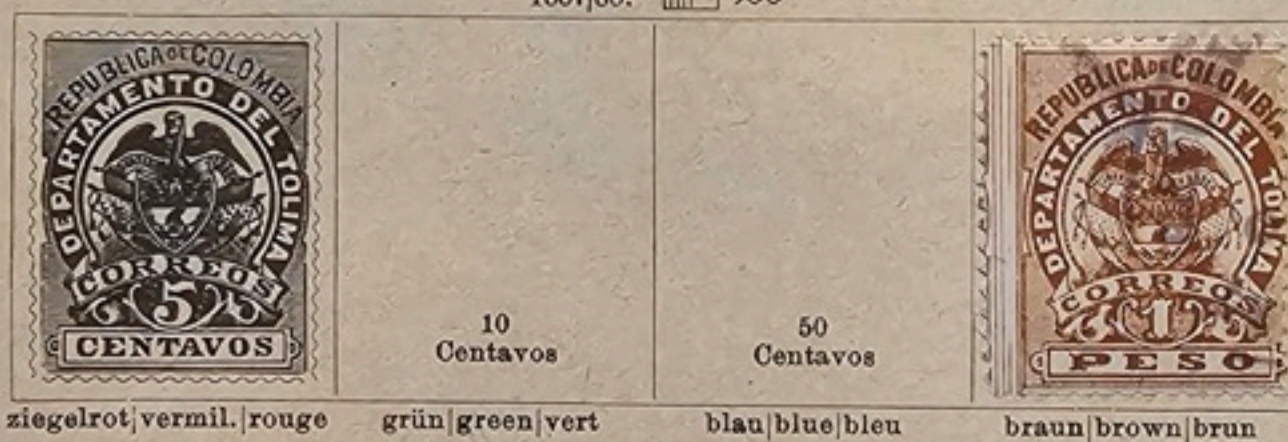 REPUBLICA DE COLOMBIA
DEPARTAMENTO DEL TOLIMA
CORREOS
5
CENTAVOS
10
Centavos
50
Centavos
REPUBLICA DE COLOMBIA
DEPARTAMENTO DEL TOLIMA
CORREOS
1
PESO
ziegelrot|vermil.|rouge
grün|green|vert
blau|blue|bleu
braun|brown|brun